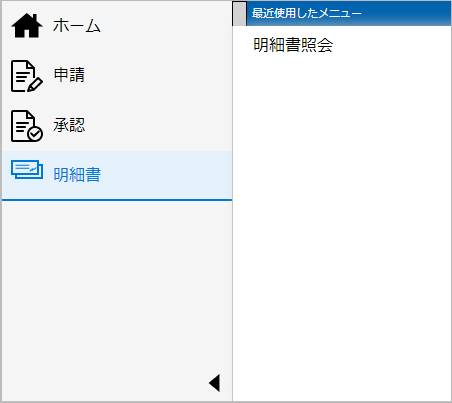 ホーム
申請
承認
明細書
最近使用したメニュー
明細書照会